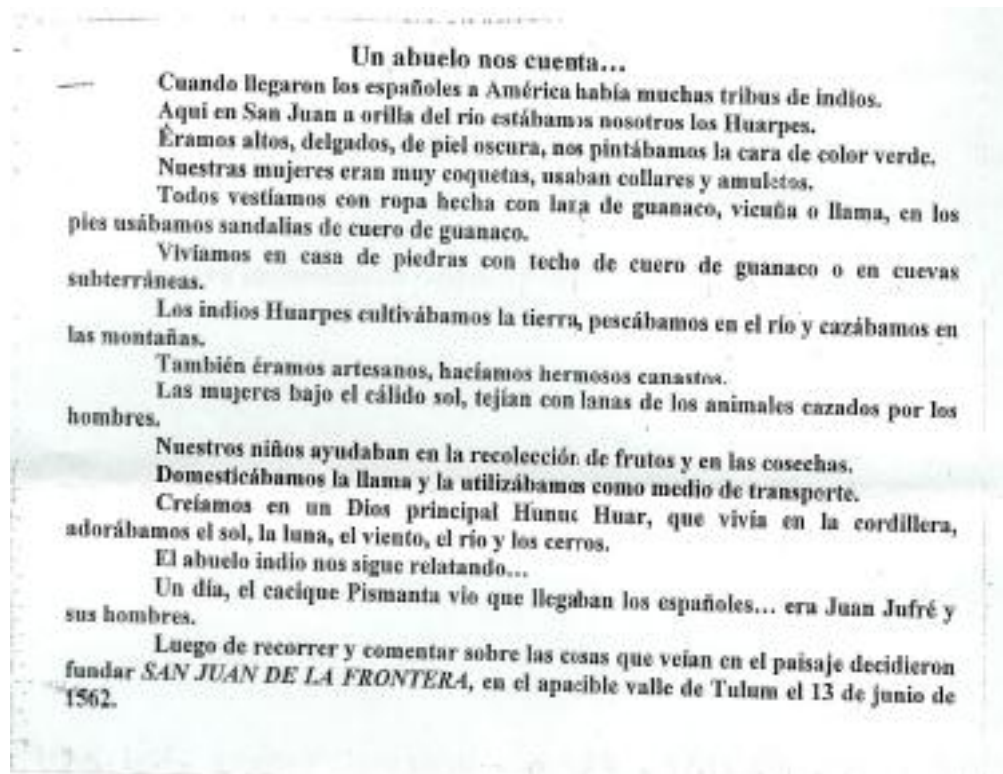 Un abuelo nos cuenta...
Cuando llegaron los españoles a América había muchas tribus de indios.
Aquí en San Juan a orilla del río estábamos nosotros los Huarpes.
Éramos altos, delgados, de piel oscura, nos pintábamos la cara de color verde.
Nuestras mujeres eran muy coquetas, usaban collares y amuletos.
Todos vestíamos con ropa hecha con lana de guanaco, vicuña o llama, en los
pies usábamos sandalias de cuero de guanaco.
Vivíamos en casa de piedras con techo de cuero de guanaco o en cuevas
subterráneas.
Los indios Huarpes cultivábamos la tierra, pescábamos en el río y cazábamos en
las montañas.
También éramos artesanos, hacíamos hermosos canastos.
Las mujeres bajo el cálido sol, tejían con lanas de los animales cazados por los
hombres.
Nuestros niños ayudaban en la recolección de frutos y en las cosechas.
Domesticábamos la llama y la utilizábamos como medio de transporte.
Creíamos en un Dios principal Hunuc Huar, que vivía en la cordillera,
adorábamos el sol, la luna, el viento, el río y los cerros.
El abuelo indio nos sigue relatando...
Un día, el cacique Pismanta vio que llegaban los españoles... era Juan Jufré y
sus hombres.
Luego de recorrer y comentar sobre las cosas que veían en el paisaje decidieron
fundar SAN JUAN DE LA FRONTERA, en el apacible valle de Tulum el 13 de junio de
1562.